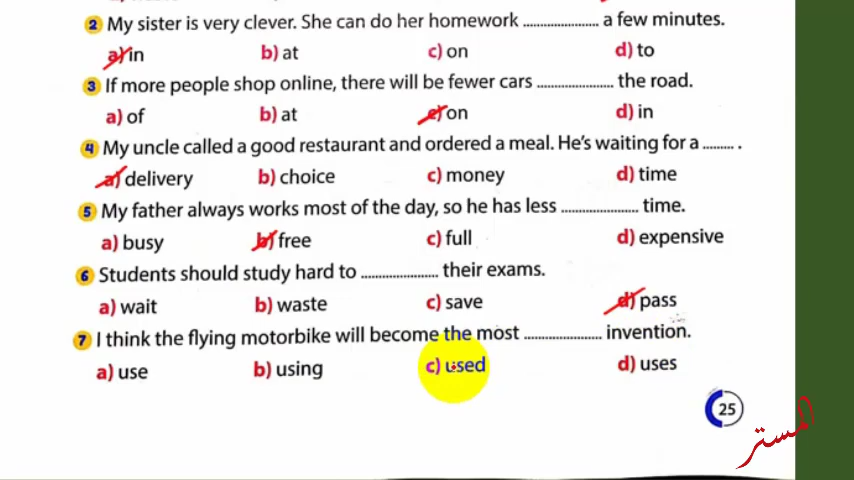 2 My sister is very clever. She can do her homework .................... a few minutes.
a) in b) at c) on d) to
3 If more people shop online, there will be fewer cars .................... the road.
a) of b) at c) on d) in
4 My uncle called a good restaurant and ordered a meal. He's waiting for a ......... .
a) delivery b) choice c) money d) time
5 My father always works most of the day, so he has less .................... time.
a) busy b) free c) full d) expensive
6 Students should study hard to .................... their exams.
a) wait b) waste c) save d) pass
7 I think the flying motorbike will become the most .................... invention.
a) use b) using c) used d) uses
25
المستر